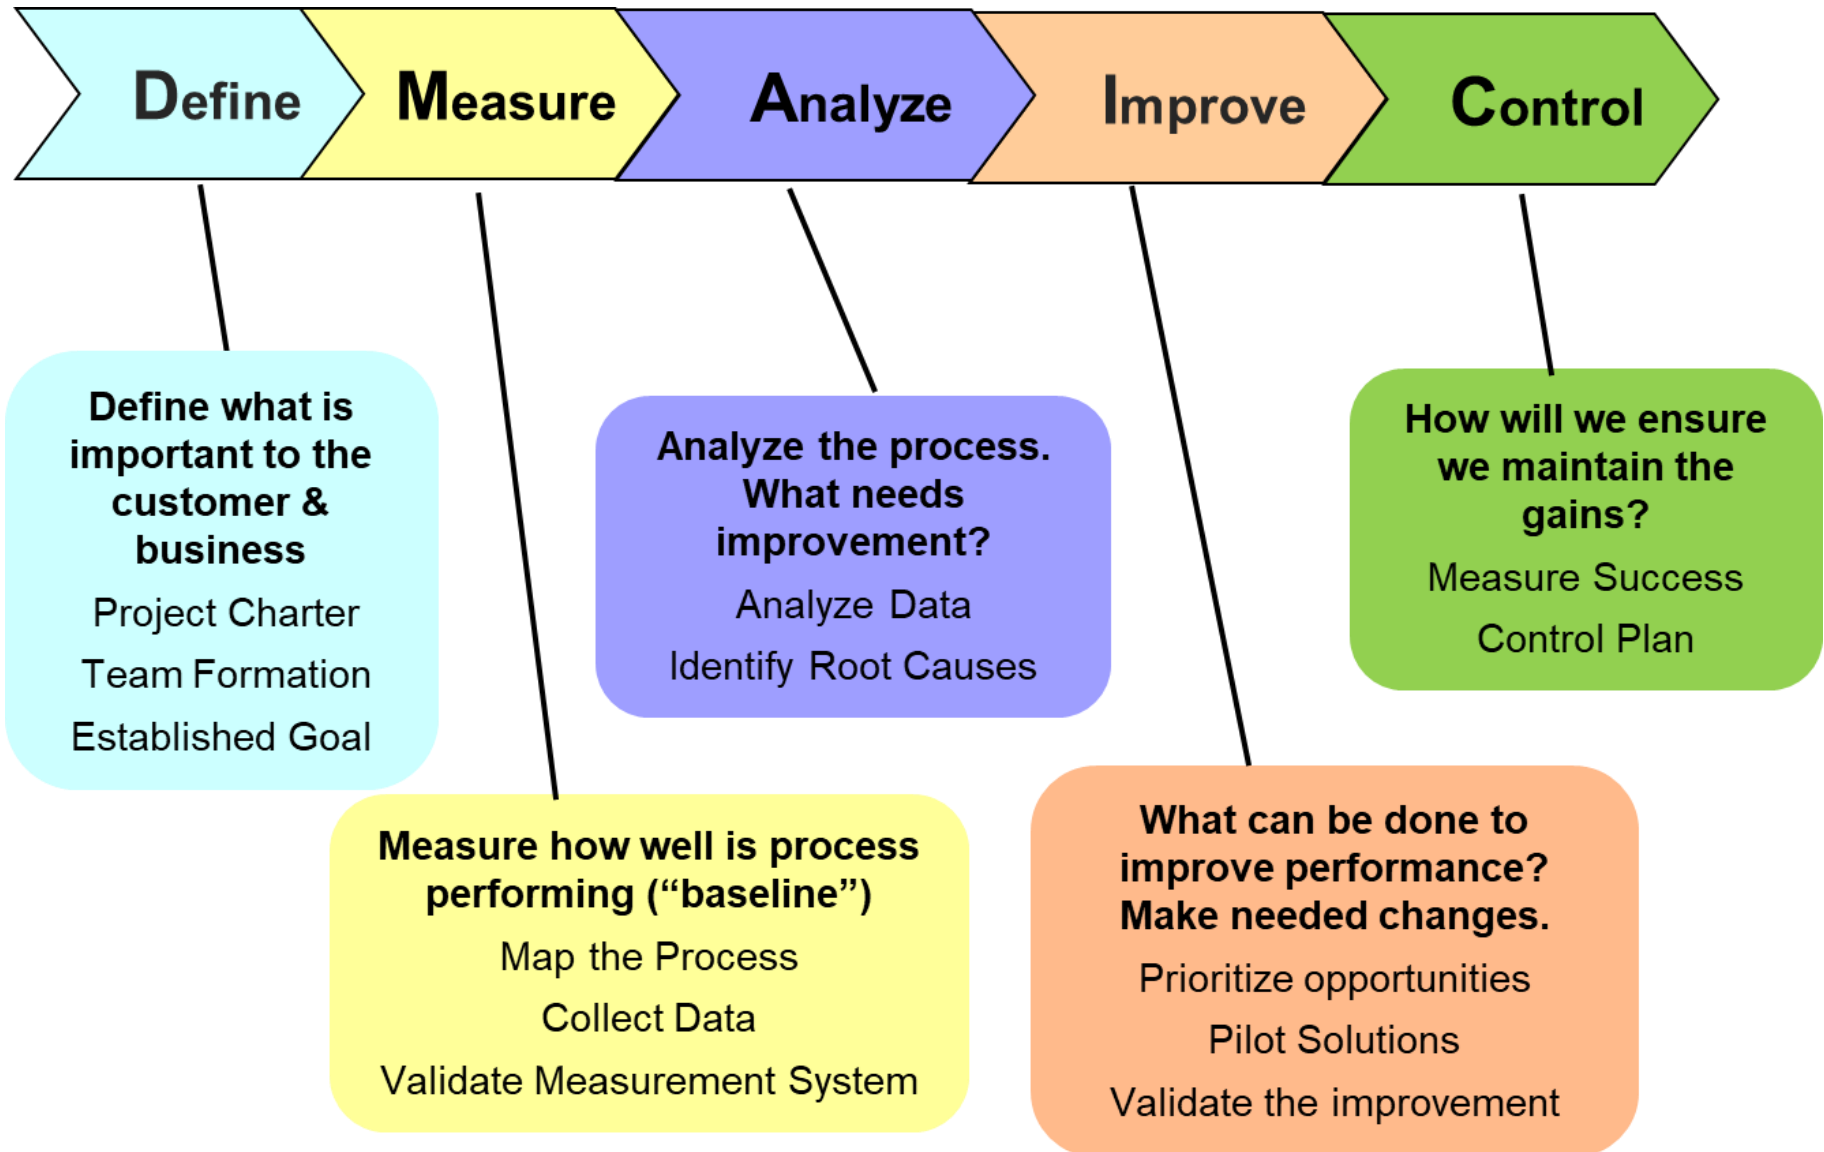 Define
Measure
Analyze
Improve
Control
Define what is
important to the
customer &
business
Project Charter
Team Formation
Established Goal
Measure how well is process
performing (“baseline”)
Map the Process
Collect Data
Validate Measurement System
Analyze the process.
What needs
improvement?
Analyze Data
Identify Root Causes
What can be done to
improve performance?
Make needed changes.
Prioritize opportunities
Pilot Solutions
Validate the improvement
How will we ensure
we maintain the
gains?
Measure Success
Control Plan